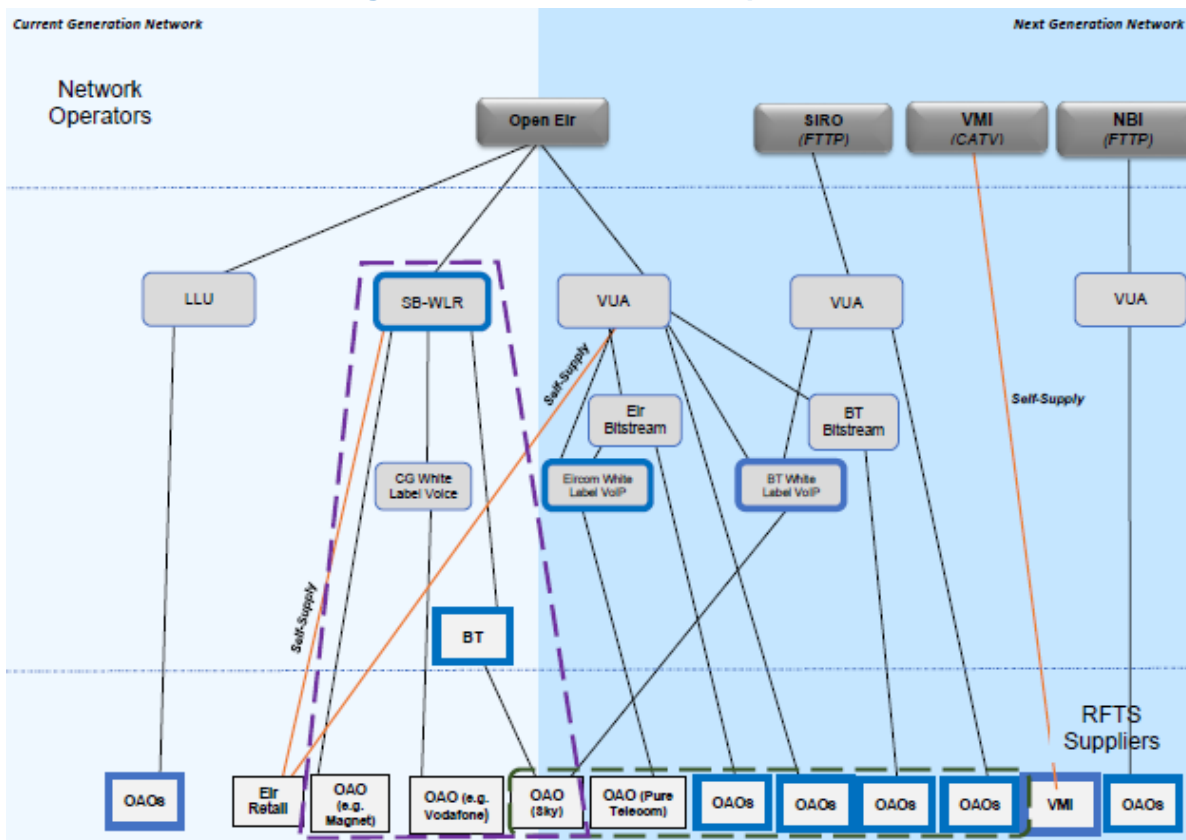 Current Generation Network
Next Generation Network
Network
Operators
Open Eir
SIRO
(FTTP)
VMI
(CATV)
NBI
(FTTP)
LLU
SB-WLR
VUA
VUA
VUA
Self-Supply
Self-Supply
Eir
Bitstream
BT
Bitstream
CG White
Label Voice
Eircom White
Label VoIP
BT White
Label VoIP
Self-Supply
BT
RFTS
Suppliers
OAOs
Eir
Retail
OAO
(e.g.
Magnet)
OAO (e.g.
Vodafone)
OAO
(Sky)
OAO (Pure
Telecom)
OAOs
OAOs
OAOs
OAOs
VMI
OAOs